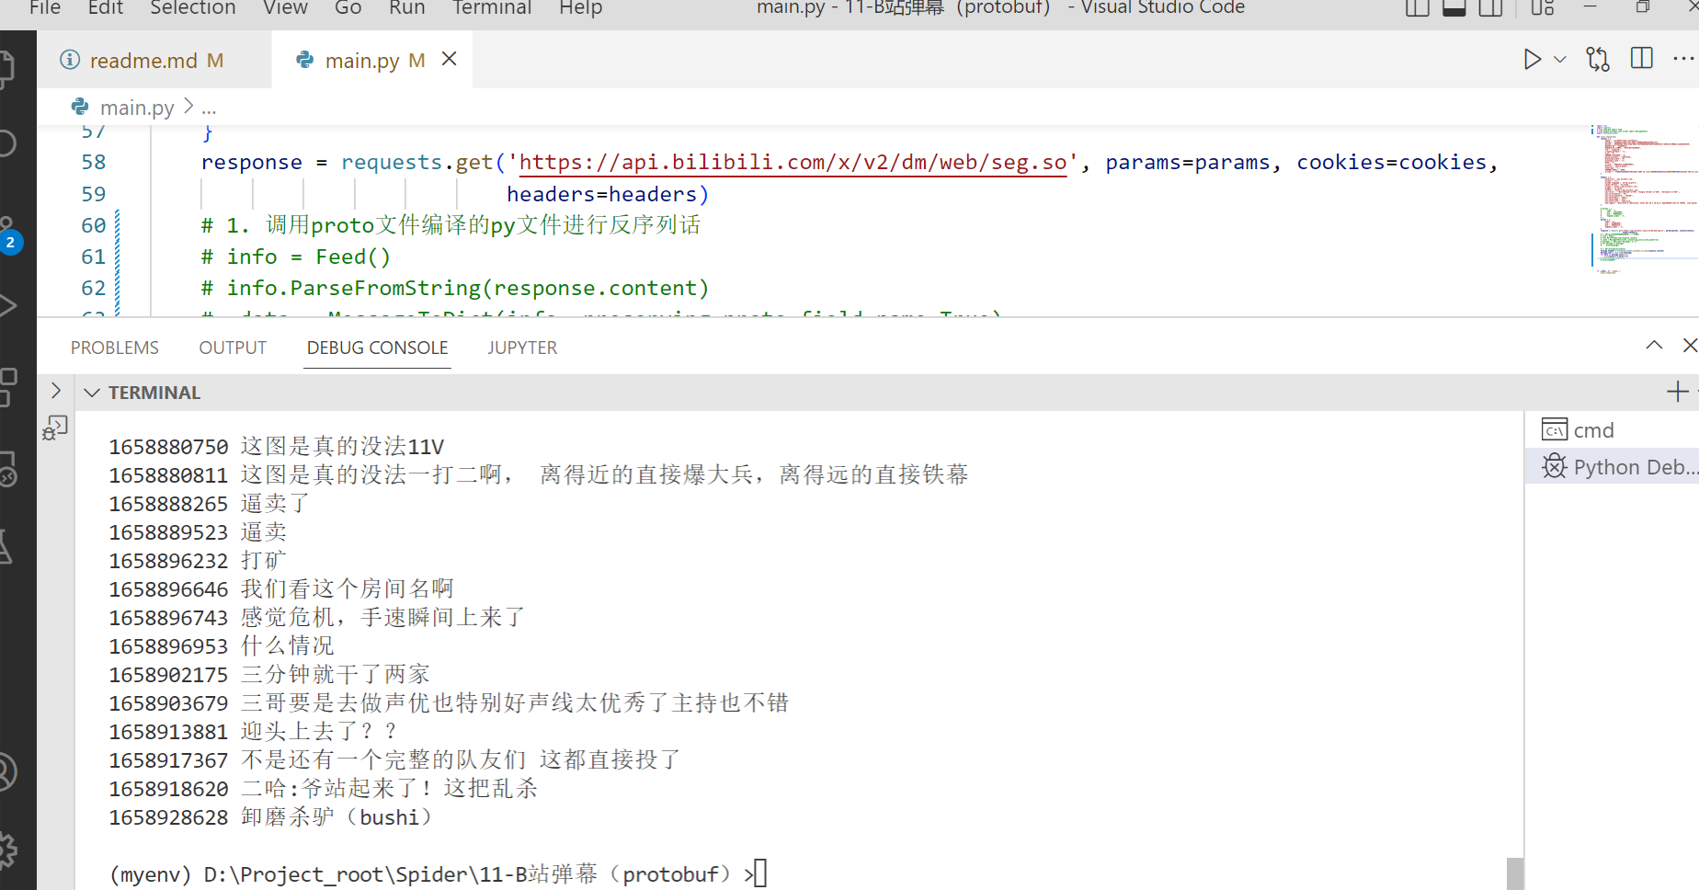 File Edit Selection View Go Run Terminal Help main.py - 11-B站弹幕（protobuf） - Visual Studio Code
readme.md M main.py M
main.py > ...
57 }
58 response = requests.get('https://api.bilibili.com/x/v2/dm/web/seg.so', params=params, cookies=cookies,
59 headers=headers)
60 # 1. 调用proto文件编译的py文件进行反序列话
61 # info = Feed()
62 # info.ParseFromString(response.content)
PROBLEMS OUTPUT DEBUG CONSOLE JUPYTER
TERMINAL
2
cmd
Python Deb...
1658880750 这图是真的没法11V
1658880811 这图是真的没法一打二啊， 离得近的直接爆大兵，离得远的直接铁幕
1658888265 逼卖了
1658889523 逼卖
1658896232 打矿
1658896646 我们看这个房间名啊
1658896743 感觉危机，手速瞬间上来了
1658896953 什么情况
1658902175 三分钟就干了两家
1658903679 三哥要是去做声优也特别好声线太优秀了主持也不错
1658913881 迎头上去了？？
1658917367 不是还有一个完整的队友们 这都直接投了
1658918620 二哈:爷站起来了！这把乱杀
1658928628 卸磨杀驴（bushi）
(myenv) D:\Project_root\Spider\11-B站弹幕（protobuf）>